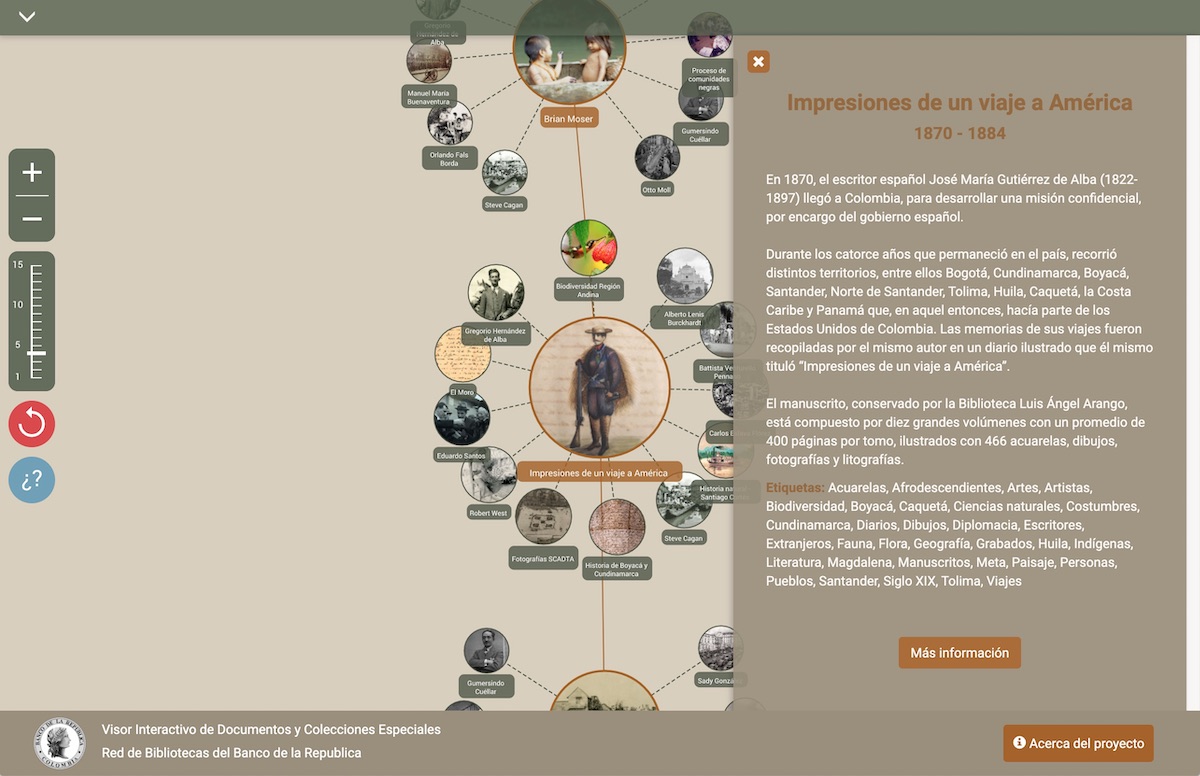 Gregorio
Hernández de
Alba
Manuel María
Buenaventura
Orlando Fals
Borda
Steve Cagan
Brian Moser
Proceso de
comunidades
negras
Gumersindo
Cuéllar
Otto Moll
Biodiversidad Región
Andina
Gregorio Hernández
de Alba
El Moro
Eduardo Santos
Robert West
Fotografías SCADTA
Historia de Boyacá y
Cundinamarca
Steve Cagan
Alberto Lenis
Burckhardt
Battista
Penna
Carlos
Historia
Santiago
Impresiones de un viaje a América
Gumersindo
Cuéllar
Sady
15
10
5
1
¿?
Impresiones de un viaje a América
1870 - 1884
En 1870, el escritor español José María Gutiérrez de Alba (1822-
1897) llegó a Colombia, para desarrollar una misión confidencial,
por encargo del gobierno español.
Durante los catorce años que permaneció en el país, recorrió
distintos territorios, entre ellos Bogotá, Cundinamarca, Boyacá,
Santander, Norte de Santander, Tolima, Huila, Caquetá, la Costa
Caribe y Panamá que, en aquel entonces, hacía parte de los
Estados Unidos de Colombia. Las memorias de sus viajes fueron
recopiladas por el mismo autor en un diario ilustrado que él mismo
tituló “Impresiones de un viaje a América”.
El manuscrito, conservado por la Biblioteca Luis Ángel Arango,
está compuesto por diez grandes volúmenes con un promedio de
400 páginas por tomo, ilustrados con 466 acuarelas, dibujos,
fotografías y litografías.
Etiquetas: Acuarelas, Afrodescendientes, Artes, Artistas,
Biodiversidad, Boyacá, Caquetá, Ciencias naturales, Costumbres,
Cundinamarca, Diarios, Dibujos, Diplomacia, Escritores,
Extranjeros, Fauna, Flora, Geografía, Grabados, Huila, Indígenas,
Literatura, Magdalena, Manuscritos, Meta, Paisaje, Personas,
Pueblos, Santander, Siglo XIX, Tolima, Viajes
Más información
BANCO DE LA REPUBLICA
COLOMBIA
Visor Interactivo de Documentos y Colecciones Especiales
Red de Bibliotecas del Banco de la Republica
Acerca del proyecto